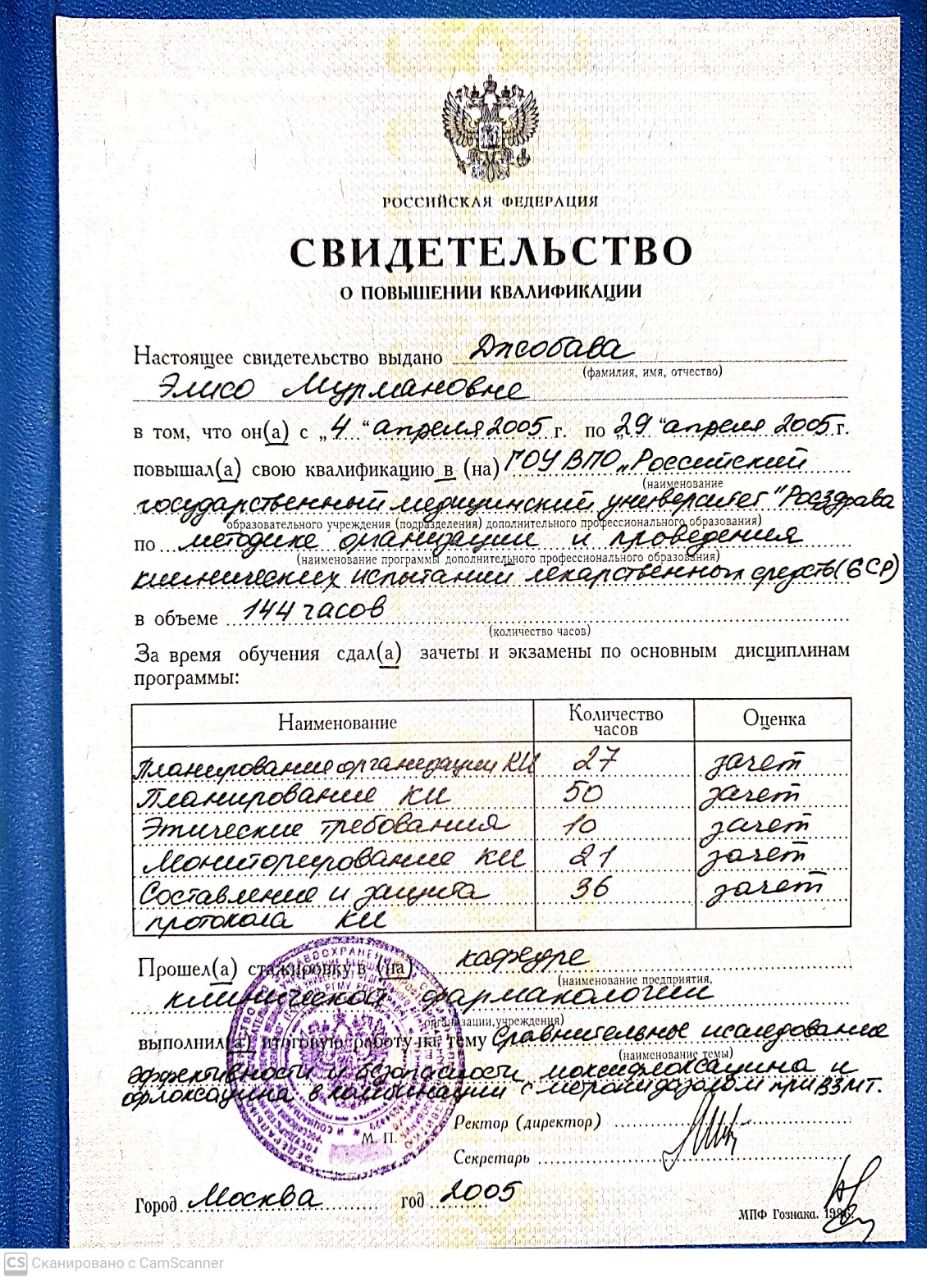 РОССИЙСКАЯ ФЕДЕРАЦИЯ
СВИДЕТЕЛЬСТВО
О ПОВЫШЕНИИ КВАЛИФИКАЦИИ
Настоящее свидетельство выдано Джобава
(фамилия, имя, отчество)
Элисо Мурмановне
в том, что он(а) с „4“ апреля 2005 г. по „29“ апреля 2005 г.
повышал(а) свою квалификацию в (на) ГОУ ВПО „Российский
(наименование
государственный медицинский университет" Росздрава
образовательного учреждения (подразделения) дополнительного профессионального образования)
по методике организации и проведения
(наименование программы дополнительного профессионального образования)
клинических испытаний лекарственных средств (GCP)
в объеме 144 часов
(количество часов)
За время обучения сдал(а) зачеты и экзамены по основным дисциплинам
программы:
Наименование Количество часов Оценка
Планирование организации КИ 27 зачет
Планирование КИ 50 зачет
Этические требования 10 зачет
Мониторирование КИ 21 зачет
Составление и защита 36 зачет
протокола КИ
Прошел(а) стажировку в (на) кафедре
(наименование предприятия,
клинической фармакологии
организации, учреждения)
выполнил(а) итоговую работу на тему Сравнительное исследование
(наименование темы)
эффективности и безопасности моксифлоксацина и
офлоксацина в комбинации с метронидазолом при ВЗМТ.
Ректор (директор)
М. П.
Секретарь
Город Москва год 2005
МПФ Гознака. 1996.
CS Сканировано с CamScanner